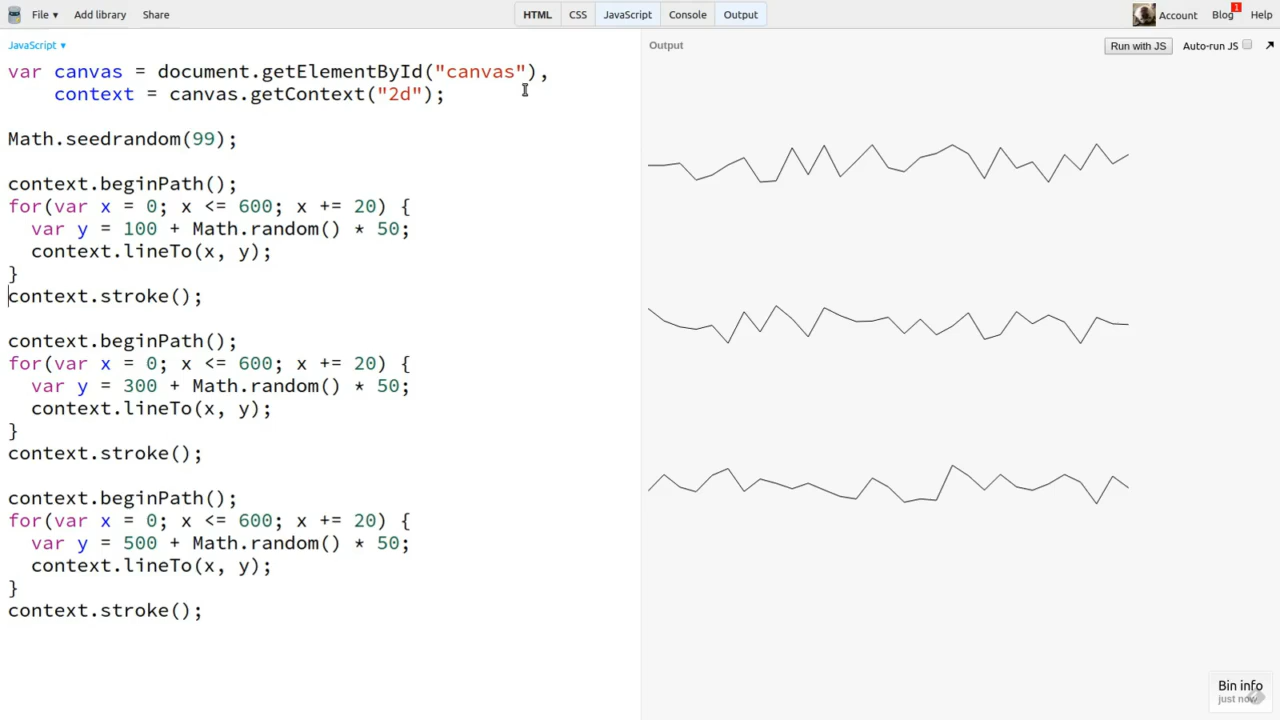 File ▾ Add library Share HTML CSS JavaScript Console Output Account Blog 1 Help
JavaScript ▾ Output Run with JS Auto-run JS
var canvas = document.getElementById("canvas"),
    context = canvas.getContext("2d");
Math.seedrandom(99);
context.beginPath();
for(var x = 0; x <= 600; x += 20) {
  var y = 100 + Math.random() * 50;
  context.lineTo(x, y);
}
context.stroke();
context.beginPath();
for(var x = 0; x <= 600; x += 20) {
  var y = 300 + Math.random() * 50;
  context.lineTo(x, y);
}
context.stroke();
context.beginPath();
for(var x = 0; x <= 600; x += 20) {
  var y = 500 + Math.random() * 50;
  context.lineTo(x, y);
}
context.stroke();
Bin info
just now